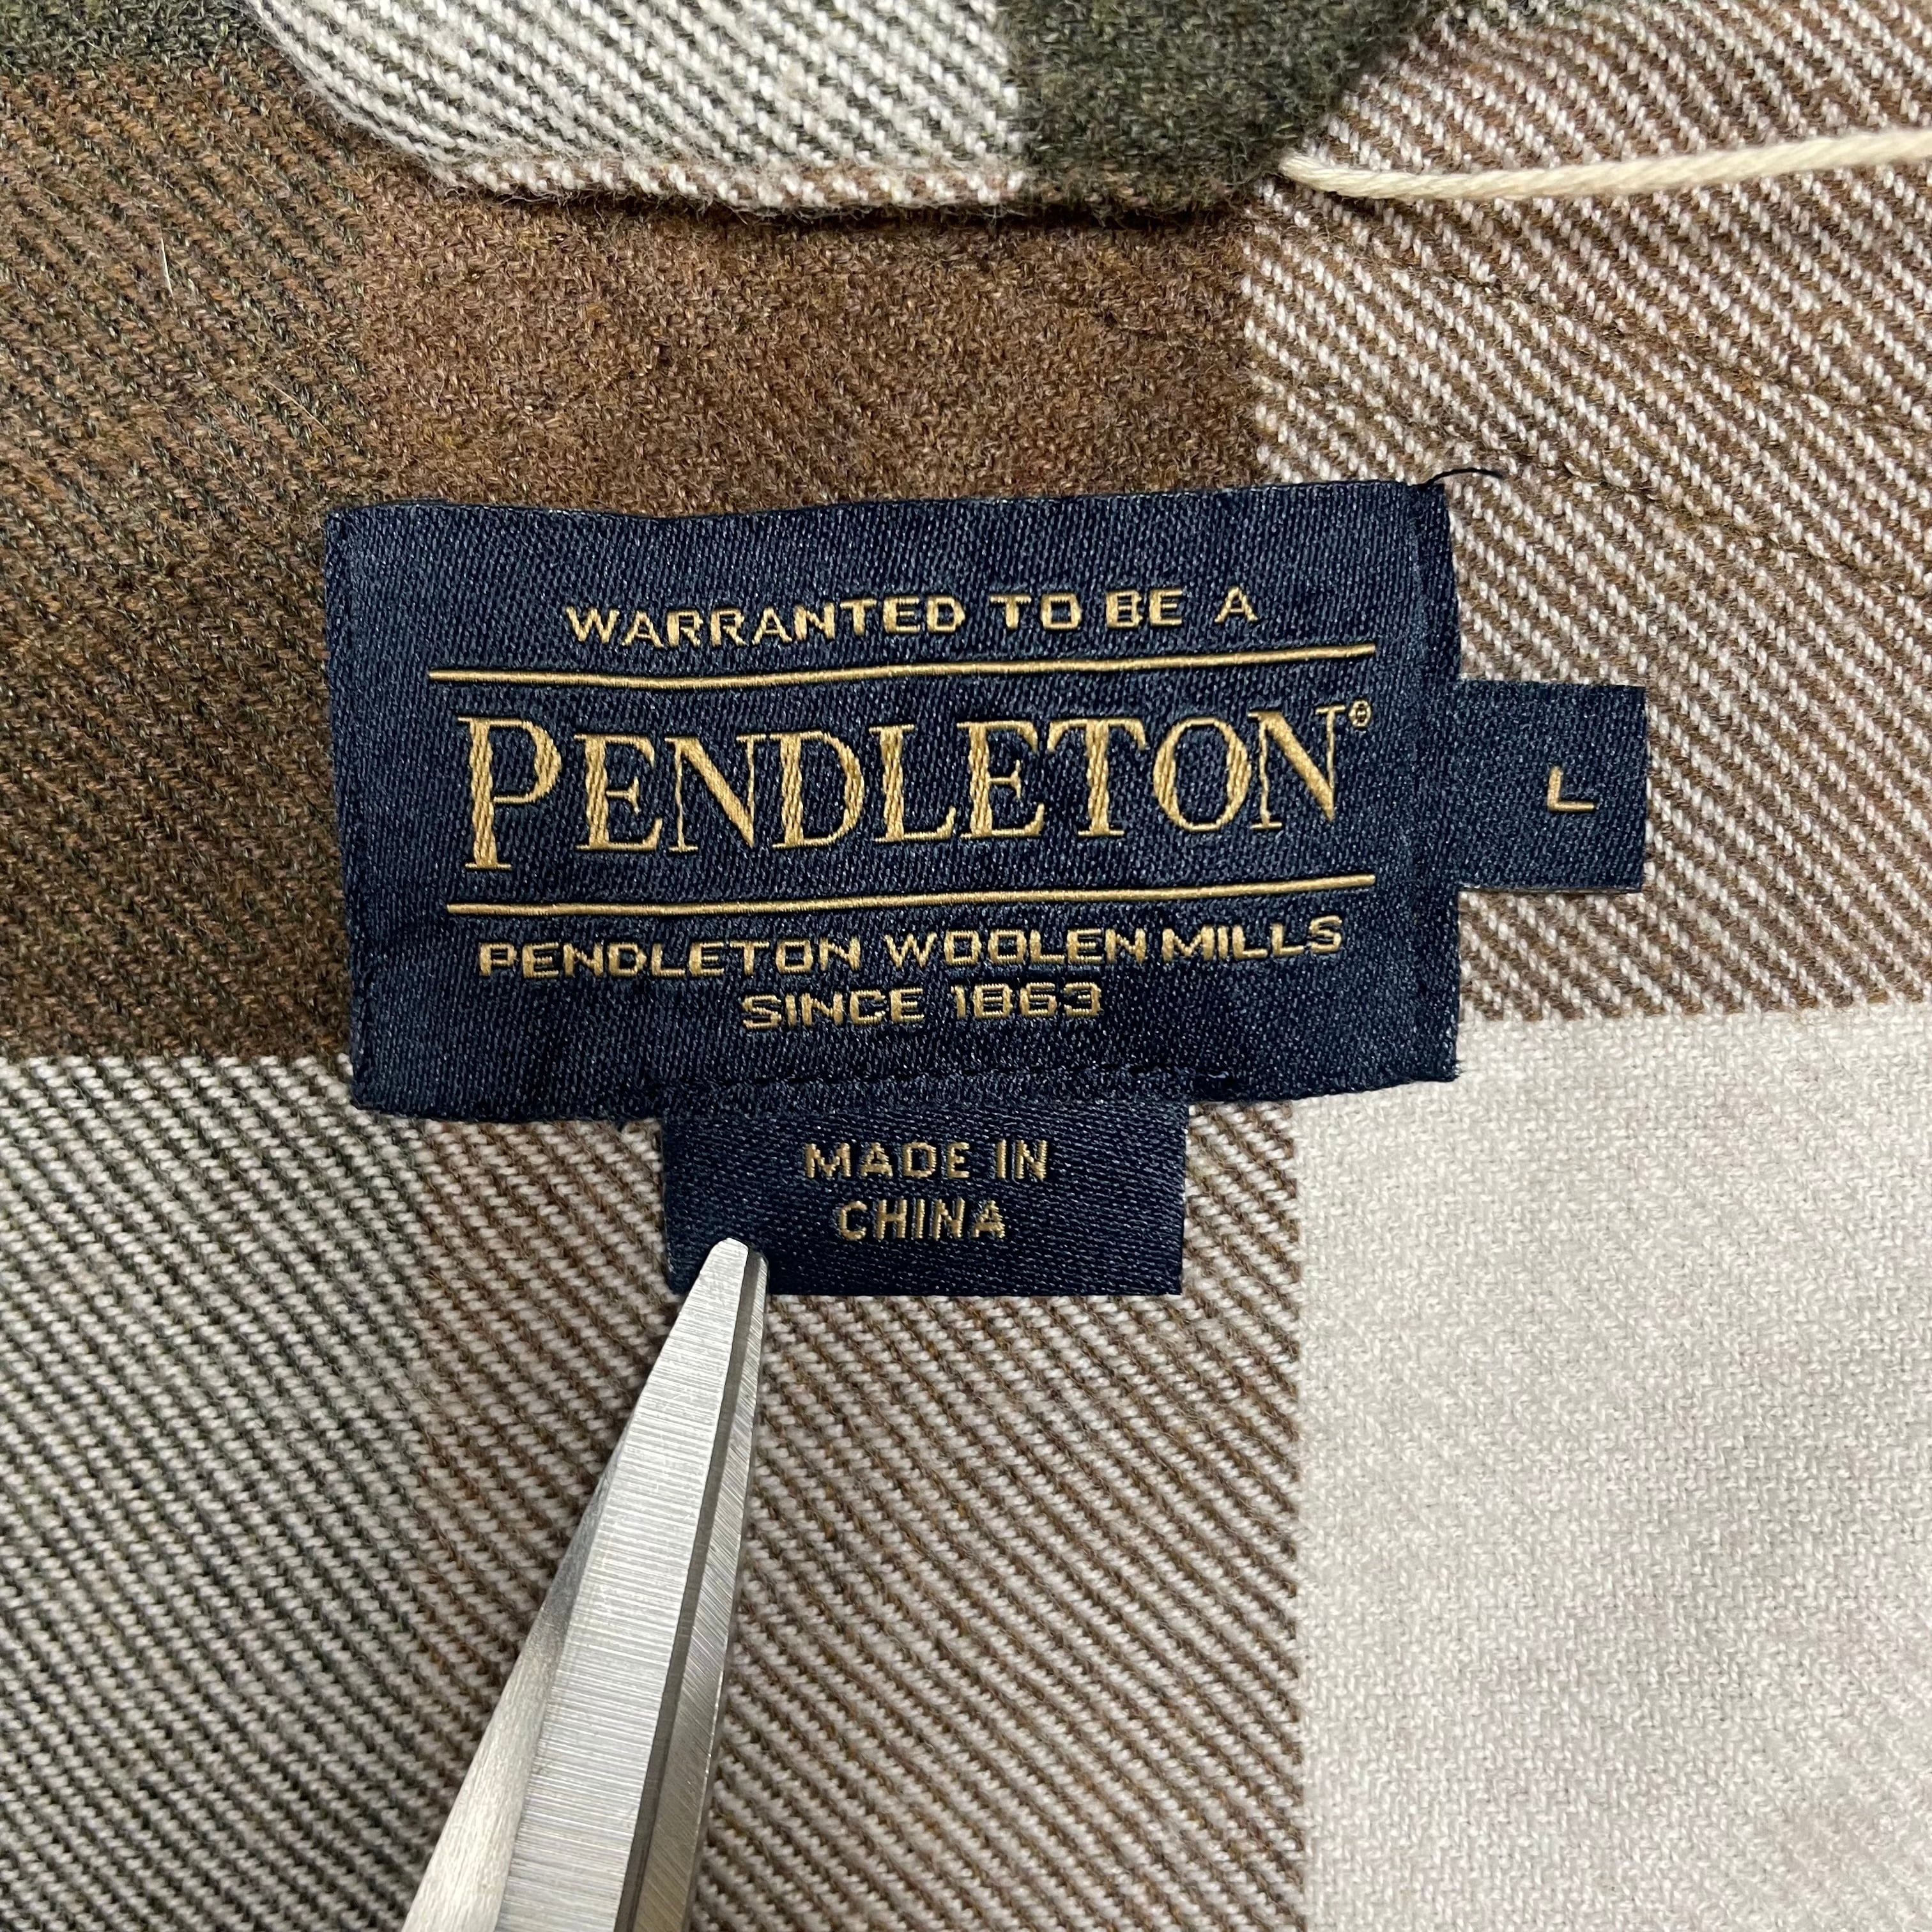 WARRANTED TO BE A
PENDLETON®
L
PENDLETON WOOLEN MILLS
SINCE 1863
MADE IN
CHINA